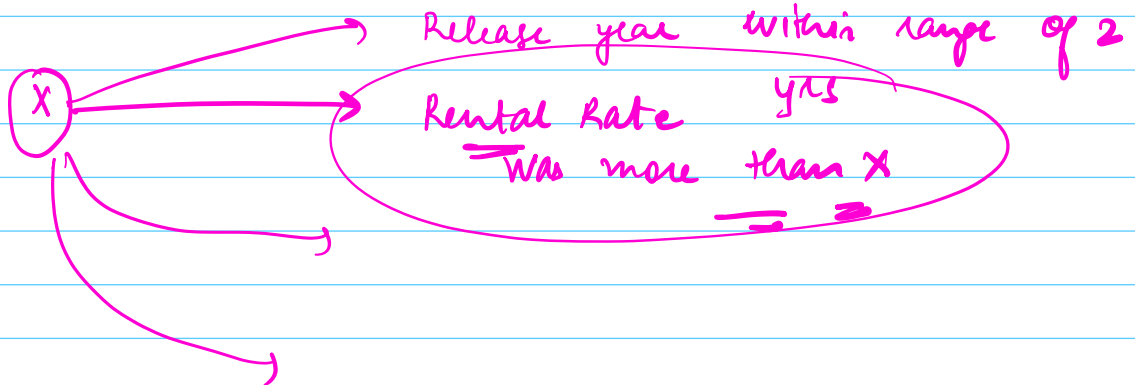 Release year within range of 2
yrs
X
Rental Rate
was more than X